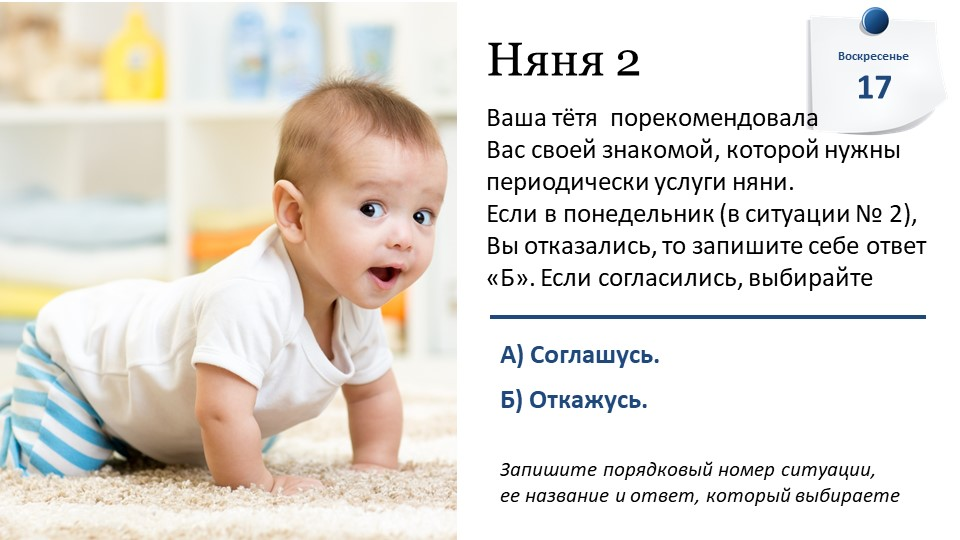 Няня 2
Воскресенье
17
Ваша тётя  порекомендовала
Вас своей знакомой, которой нужны
периодически услуги няни.
Если в понедельник (в ситуации № 2),
Вы отказались, то запишите себе ответ
«Б». Если согласились, выбирайте
А) Соглашусь.
Б) Откажусь.
Запишите порядковый номер ситуации,
ее название и ответ, который выбираете